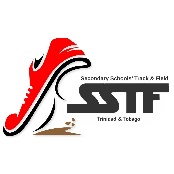 Secondary Schools' Track & Field
SSTF
Trinidad & Tobago